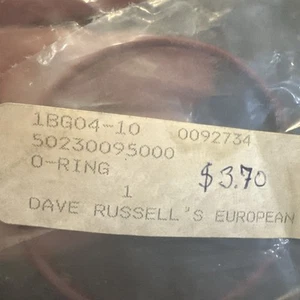 1BG04-10 0092734
50230095000
O-RING
1 $3.70
DAVE RUSSELL'S EUROPEAN